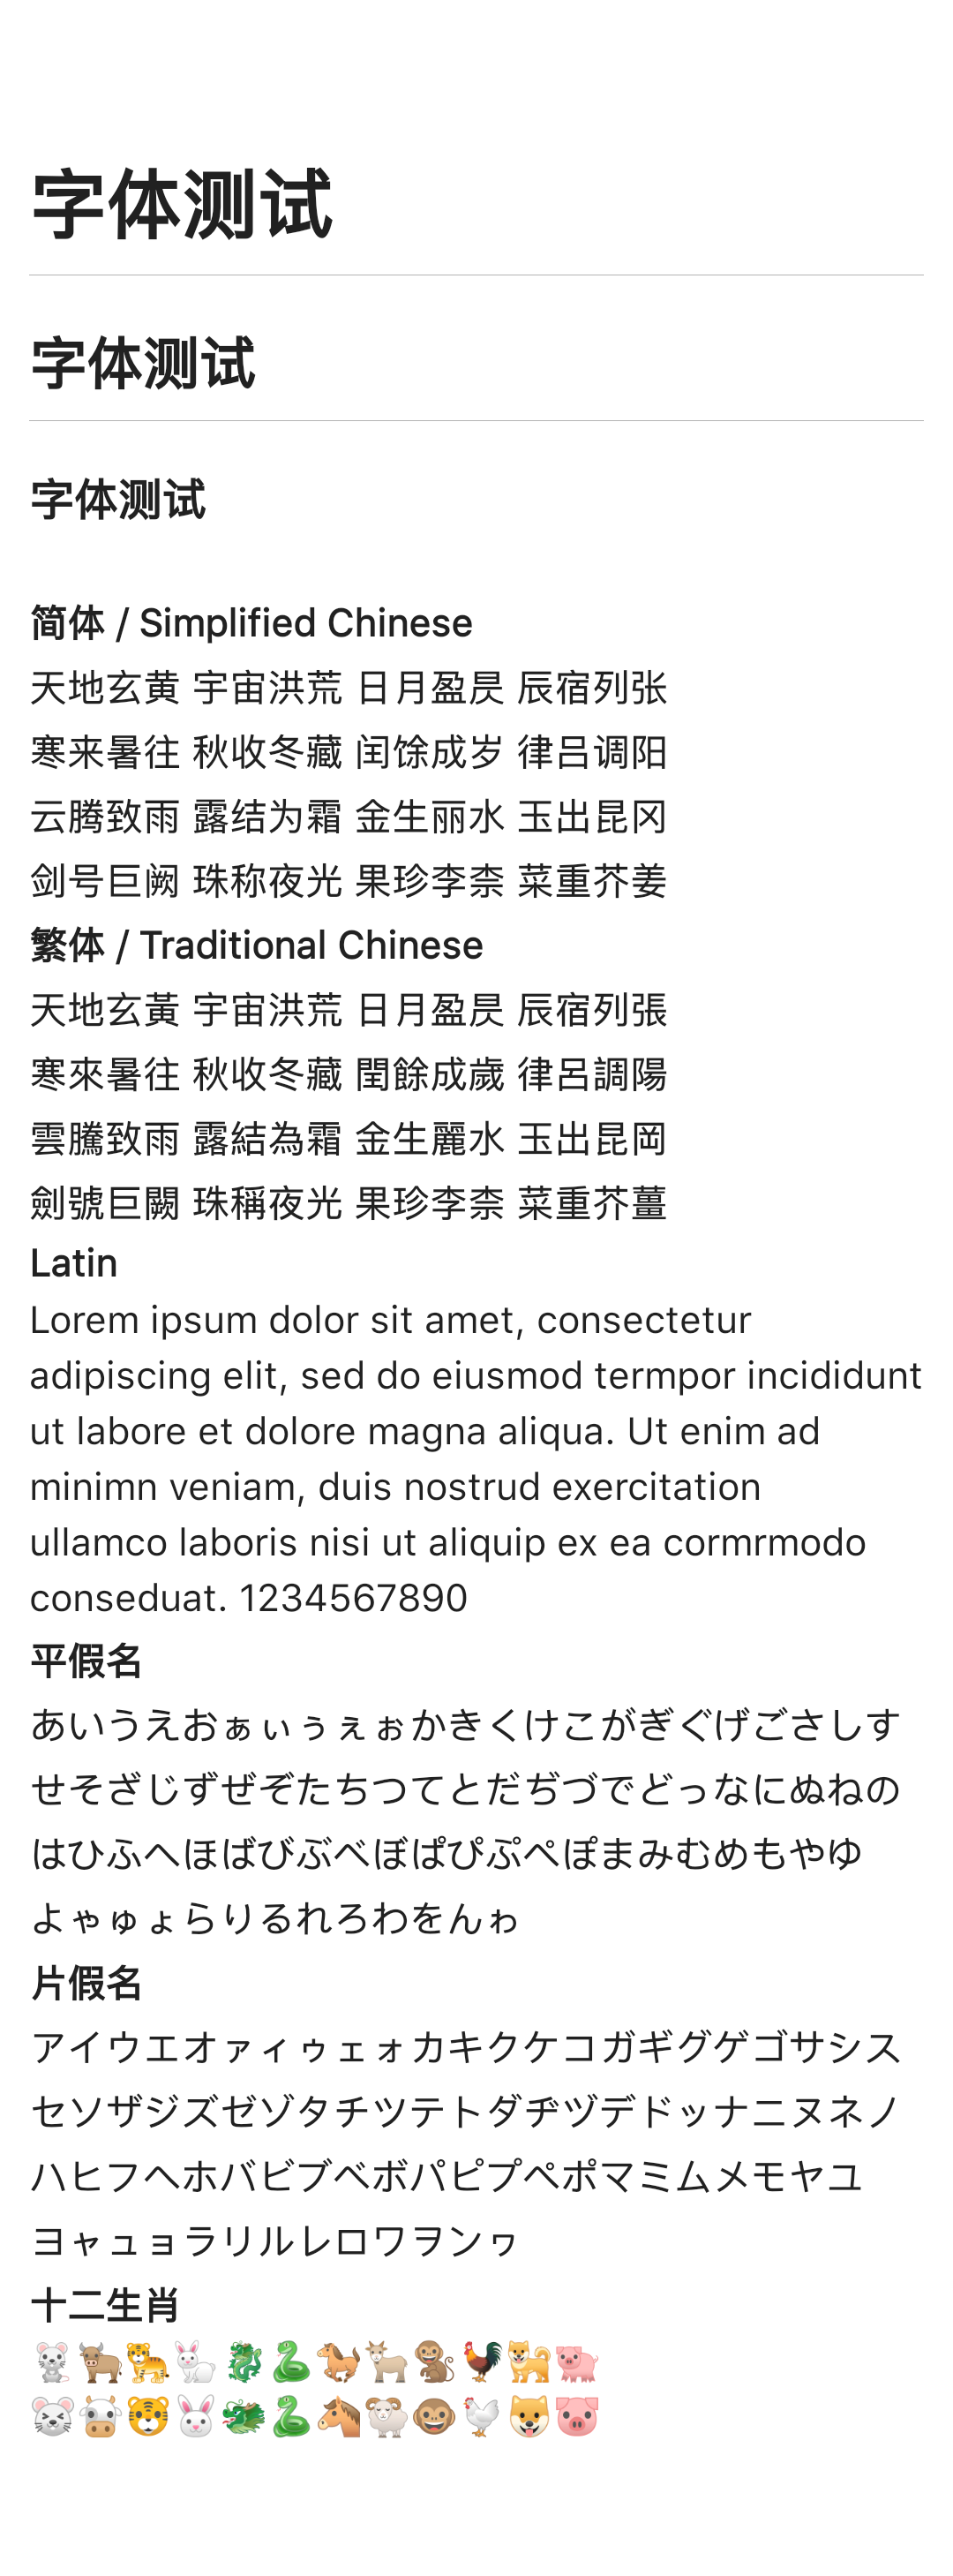 字体测试
字体测试
字体测试
简体 / Simplified Chinese
天地玄黄 宇宙洪荒 日月盈昃 辰宿列张
寒来暑往 秋收冬藏 闰馀成岁 律吕调阳
云腾致雨 露结为霜 金生丽水 玉出昆冈
剑号巨阙 珠称夜光 果珍李柰 菜重芥姜
繁体 / Traditional Chinese
天地玄黃 宇宙洪荒 日月盈昃 辰宿列張
寒來暑往 秋收冬藏 閏餘成歲 律呂調陽
雲騰致雨 露結為霜 金生麗水 玉出昆岡
劍號巨闕 珠稱夜光 果珍李柰 菜重芥薑
Latin
Lorem ipsum dolor sit amet, consectetur
adipiscing elit, sed do eiusmod termpor incididunt
ut labore et dolore magna aliqua. Ut enim ad
minimn veniam, duis nostrud exercitation
ullamco laboris nisi ut aliquip ex ea cormrmodo
conseduat. 1234567890
平假名
あいうえおぁぃぅぇぉかきくけこがぎぐげごさしす
せそざじずぜぞたちつてとだぢづでどっなにぬねの
はひふへほばびぶべぼぱぴぷぺぽまみむめもやゆ
よゃゅょらりるれろわをんゎ
片假名
アイウエオァィゥェォカキクケコガギグゲゴサシス
セソザジズゼゾタチツテトダヂヅデドッナニヌネノ
ハヒフヘホバビブベボパピプペポマミムメモヤユ
ヨャュョラリルレロワヲンヮ
十二生肖
🐁🐂🐅🐇🐉🐍🐎🐐🐒🐓🐕🐖
🐭🐮🐯🐰🐲🐍🐴🐏🐵🐔🐶🐷